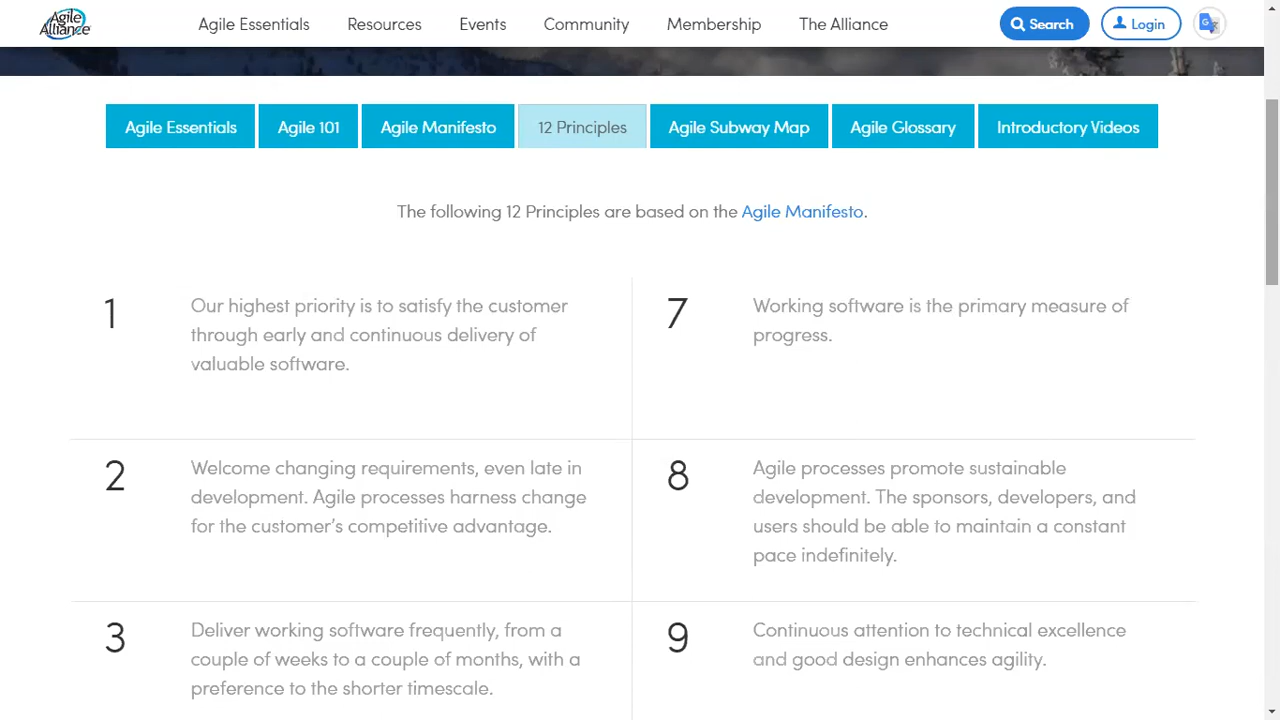 Agile
Alliance
Agile Essentials
Resources
Events
Community
Membership
The Alliance
Search
Login
Agile Essentials
Agile 101
Agile Manifesto
12 Principles
Agile Subway Map
Agile Glossary
Introductory Videos
The following 12 Principles are based on the Agile Manifesto.
1
Our highest priority is to satisfy the customer
through early and continuous delivery of
valuable software.
2
Welcome changing requirements, even late in
development. Agile processes harness change
for the customer's competitive advantage.
3
Deliver working software frequently, from a
couple of weeks to a couple of months, with a
preference to the shorter timescale.
7
Working software is the primary measure of
progress.
8
Agile processes promote sustainable
development. The sponsors, developers, and
users should be able to maintain a constant
pace indefinitely.
9
Continuous attention to technical excellence
and good design enhances agility.